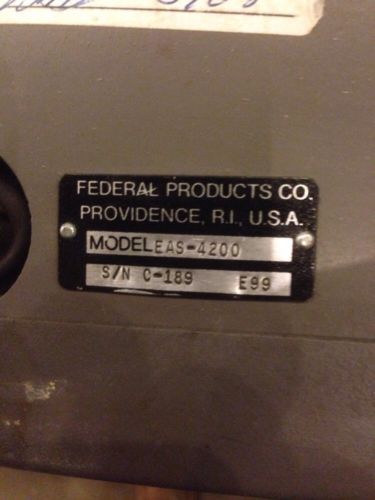 FEDERAL PRODUCTS CO.
PROVIDENCE, R.I., U.S.A.
MODEL EAS-4200
S/N C-189 E99